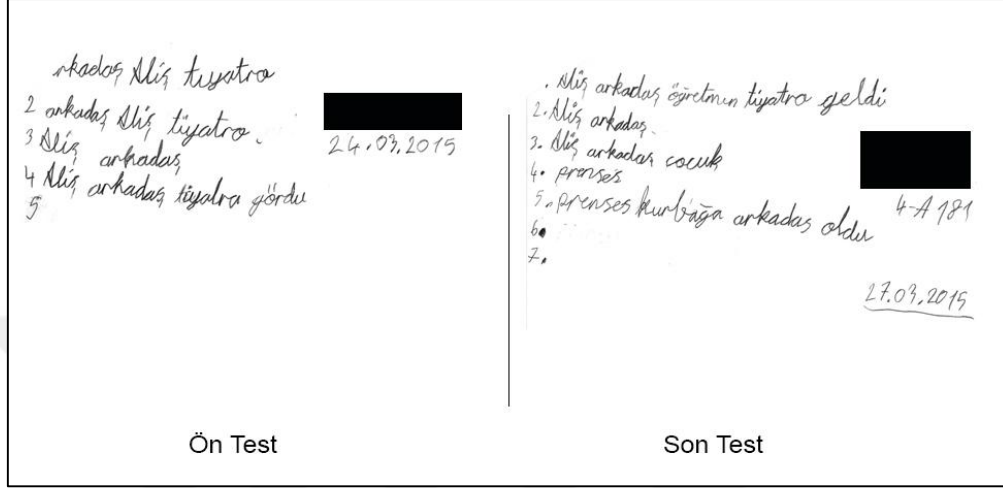 arkadaş Aliş tıyatro
2 arkadaş Aliş tiyatro.
3 Aliş arkadaş
4 Aliş arkadaş tiyatra gördu
5
24.03.2015
Ön Test
. Aliş arkadaş öğretmen tiyatro geldi
2. Aliş arkadaş.
3. Aliş arkadaş cocuk
4. prenses
5. prenses kurbağa arkadaş oldu
6.
7.
4-A 181
27.03.2015
Son Test